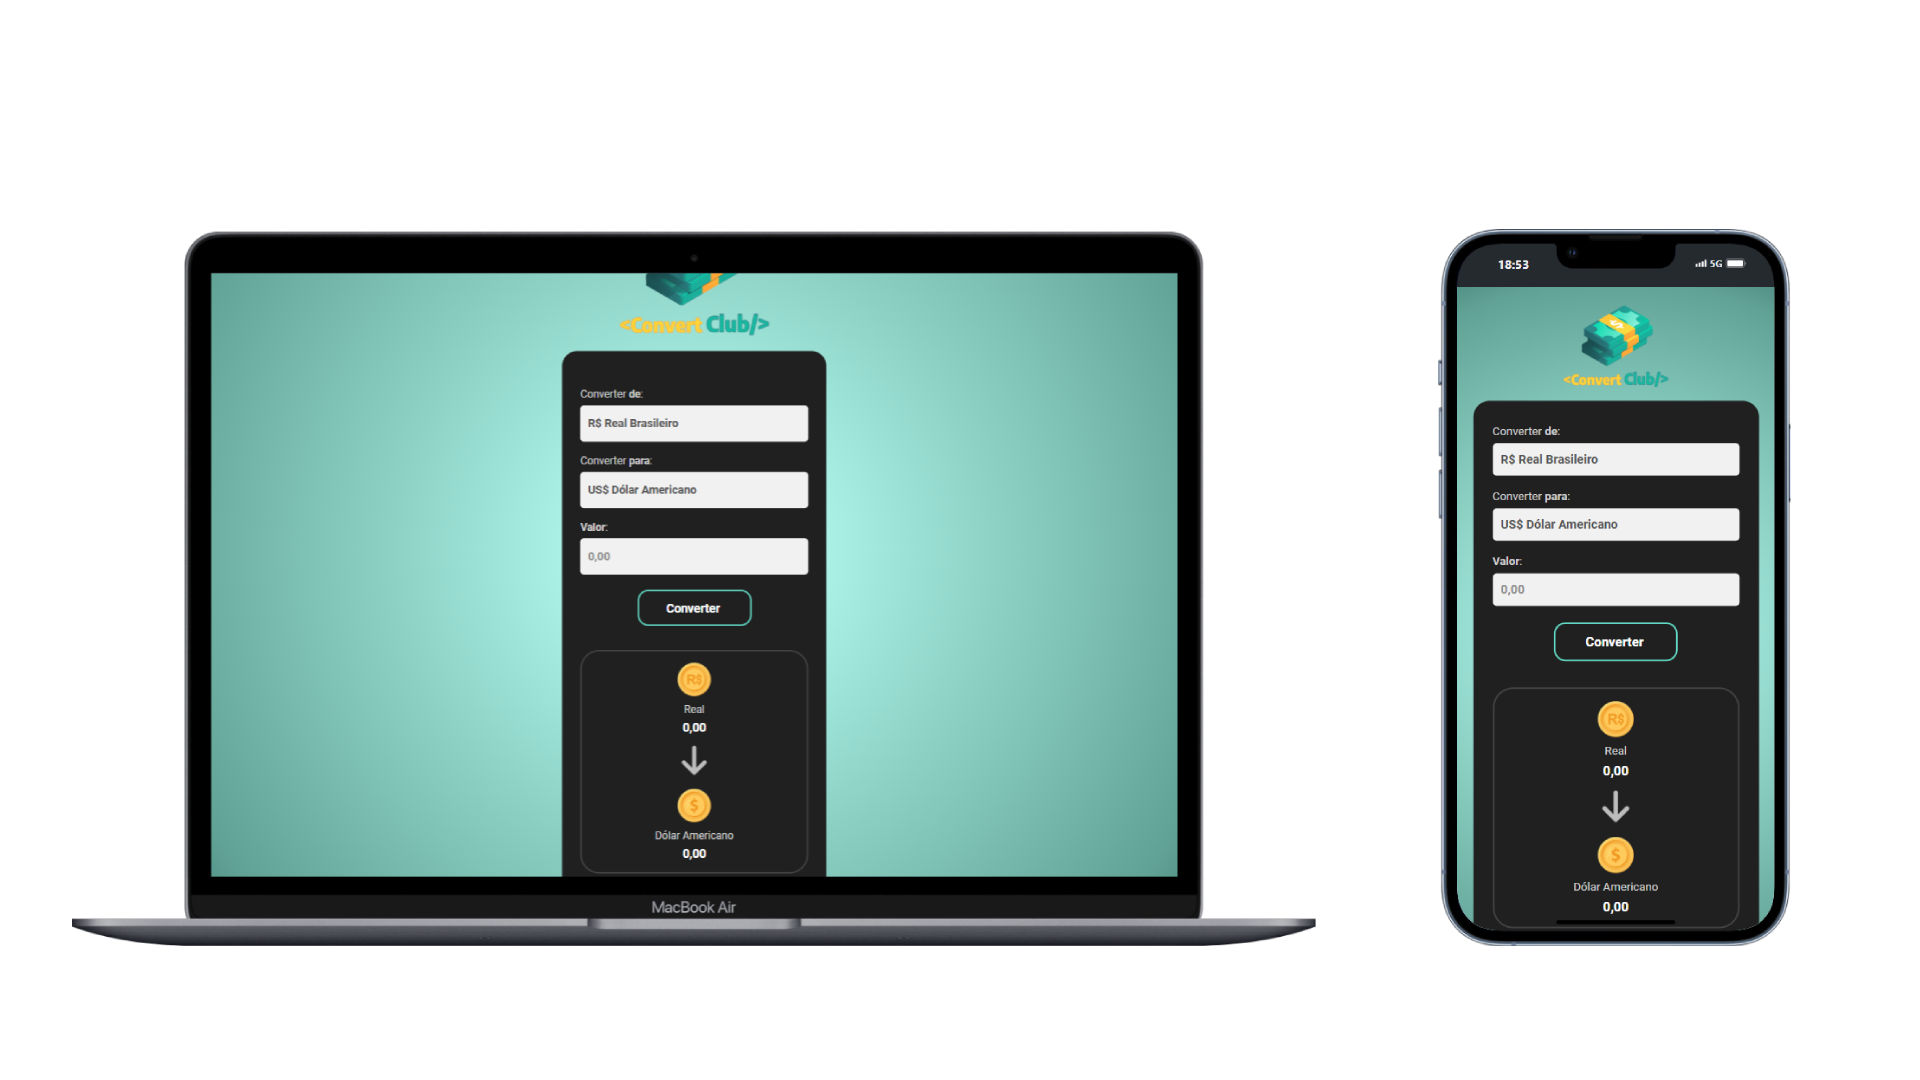 <Convert Club/>
Converter de:
R$ Real Brasileiro
Converter para:
US$ Dólar Americano
Valor:
0,00
Converter
R$
Real
0,00
$
Dólar Americano
0,00
MacBook Air
18:53
5G
<Convert Club/>
Converter de:
R$ Real Brasileiro
Converter para:
US$ Dólar Americano
Valor:
0,00
Converter
R$
Real
0,00
$
Dólar Americano
0,00